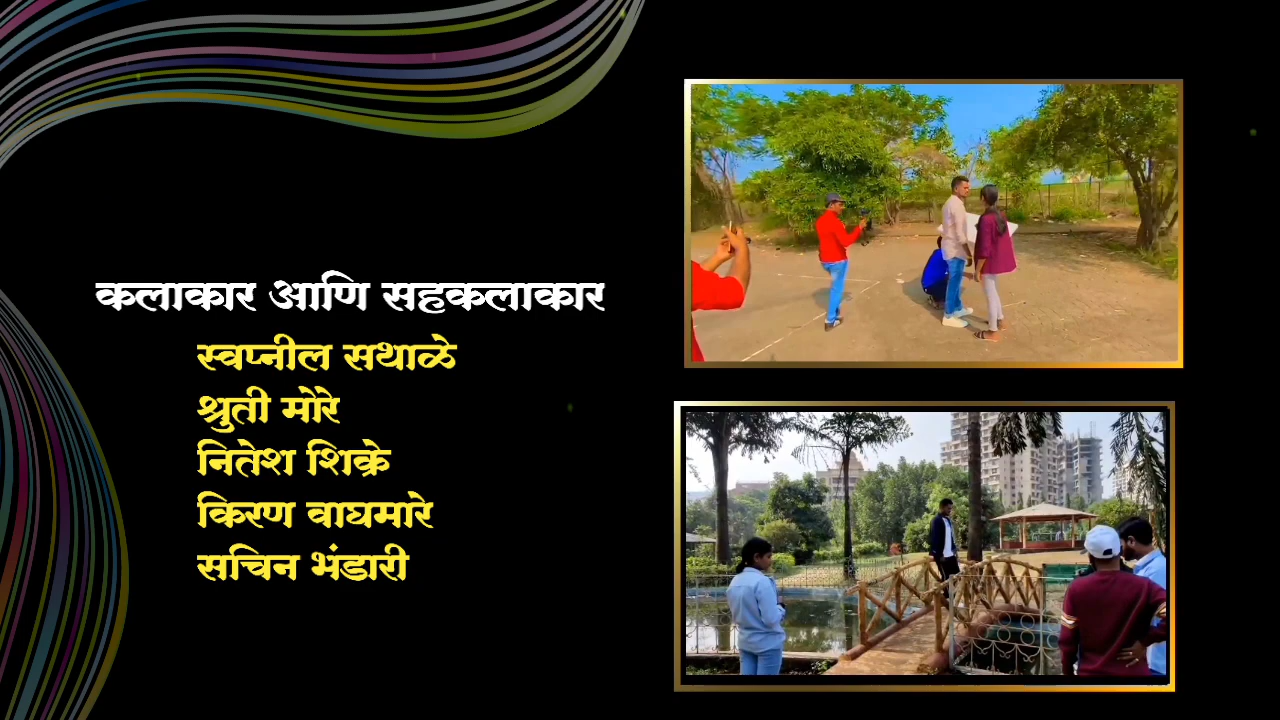 कलाकार आणि सहकलाकार
स्वप्नील सथाळे
श्रुती मोरे
नितेश शिर्के
किरण वाघमारे
सचिन भंडारी